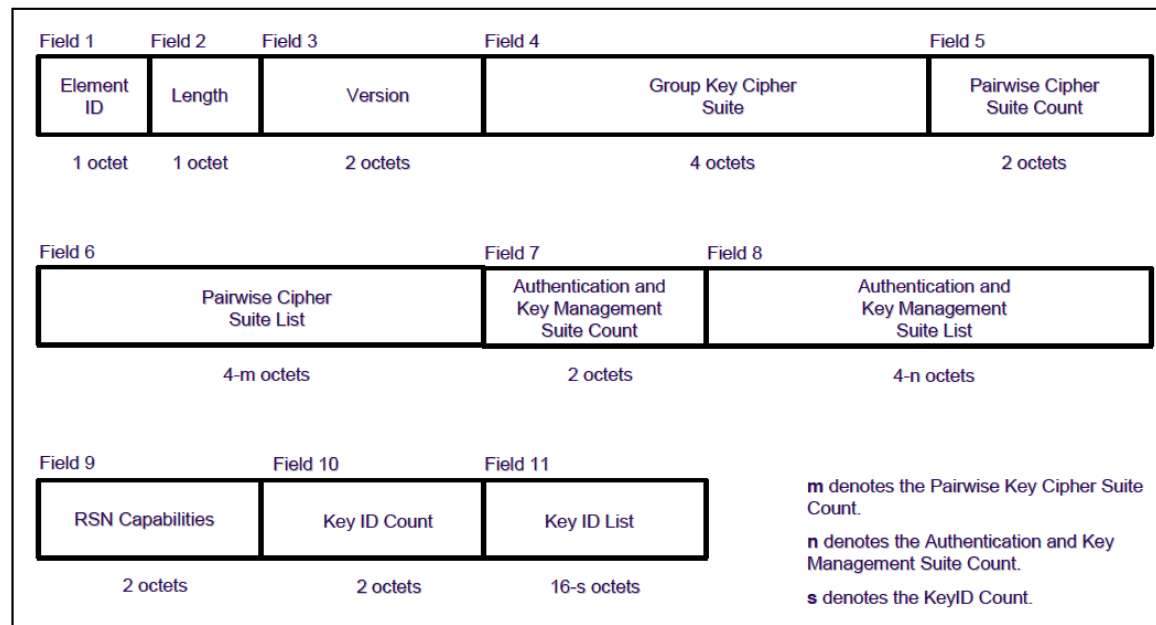 Field 1 Field 2 Field 3 Field 4 Field 5
Element
ID
Length
Version
Group Key Cipher
Suite
Pairwise Cipher
Suite Count
1 octet 1 octet 2 octets 4 octets 2 octets
Field 6 Field 7 Field 8
Pairwise Cipher
Suite List
Authentication and
Key Management
Suite Count
Authentication and
Key Management
Suite List
4-m octets 2 octets 4-n octets
Field 9 Field 10 Field 11
RSN Capabilities Key ID Count Key ID List
2 octets 2 octets 16-s octets
m denotes the Pairwise Key Cipher Suite
Count.
n denotes the Authentication and Key
Management Suite Count.
s denotes the KeyID Count.